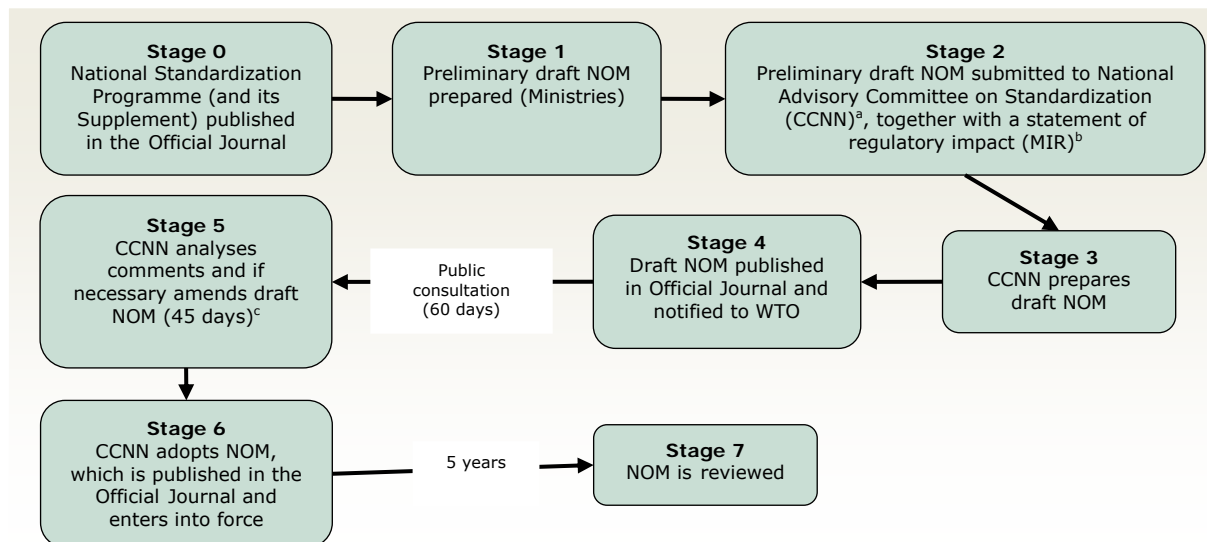 Stage 0
National Standardization
Programme (and its
Supplement) published
in the Official Journal
Stage 1
Preliminary draft NOM
prepared (Ministries)
Stage 2
Preliminary draft NOM submitted to National
Advisory Committee on Standardization
(CCNN)a, together with a statement of
regulatory impact (MIR)b
Stage 3
CCNN prepares
draft NOM
Stage 4
Draft NOM published
in Official Journal and
notified to WTO
Public
consultation
(60 days)
Stage 5
CCNN analyses
comments and if
necessary amends draft
NOM (45 days)c
Stage 6
CCNN adopts NOM,
which is published in the
Official Journal and
enters into force
5 years
Stage 7
NOM is reviewed